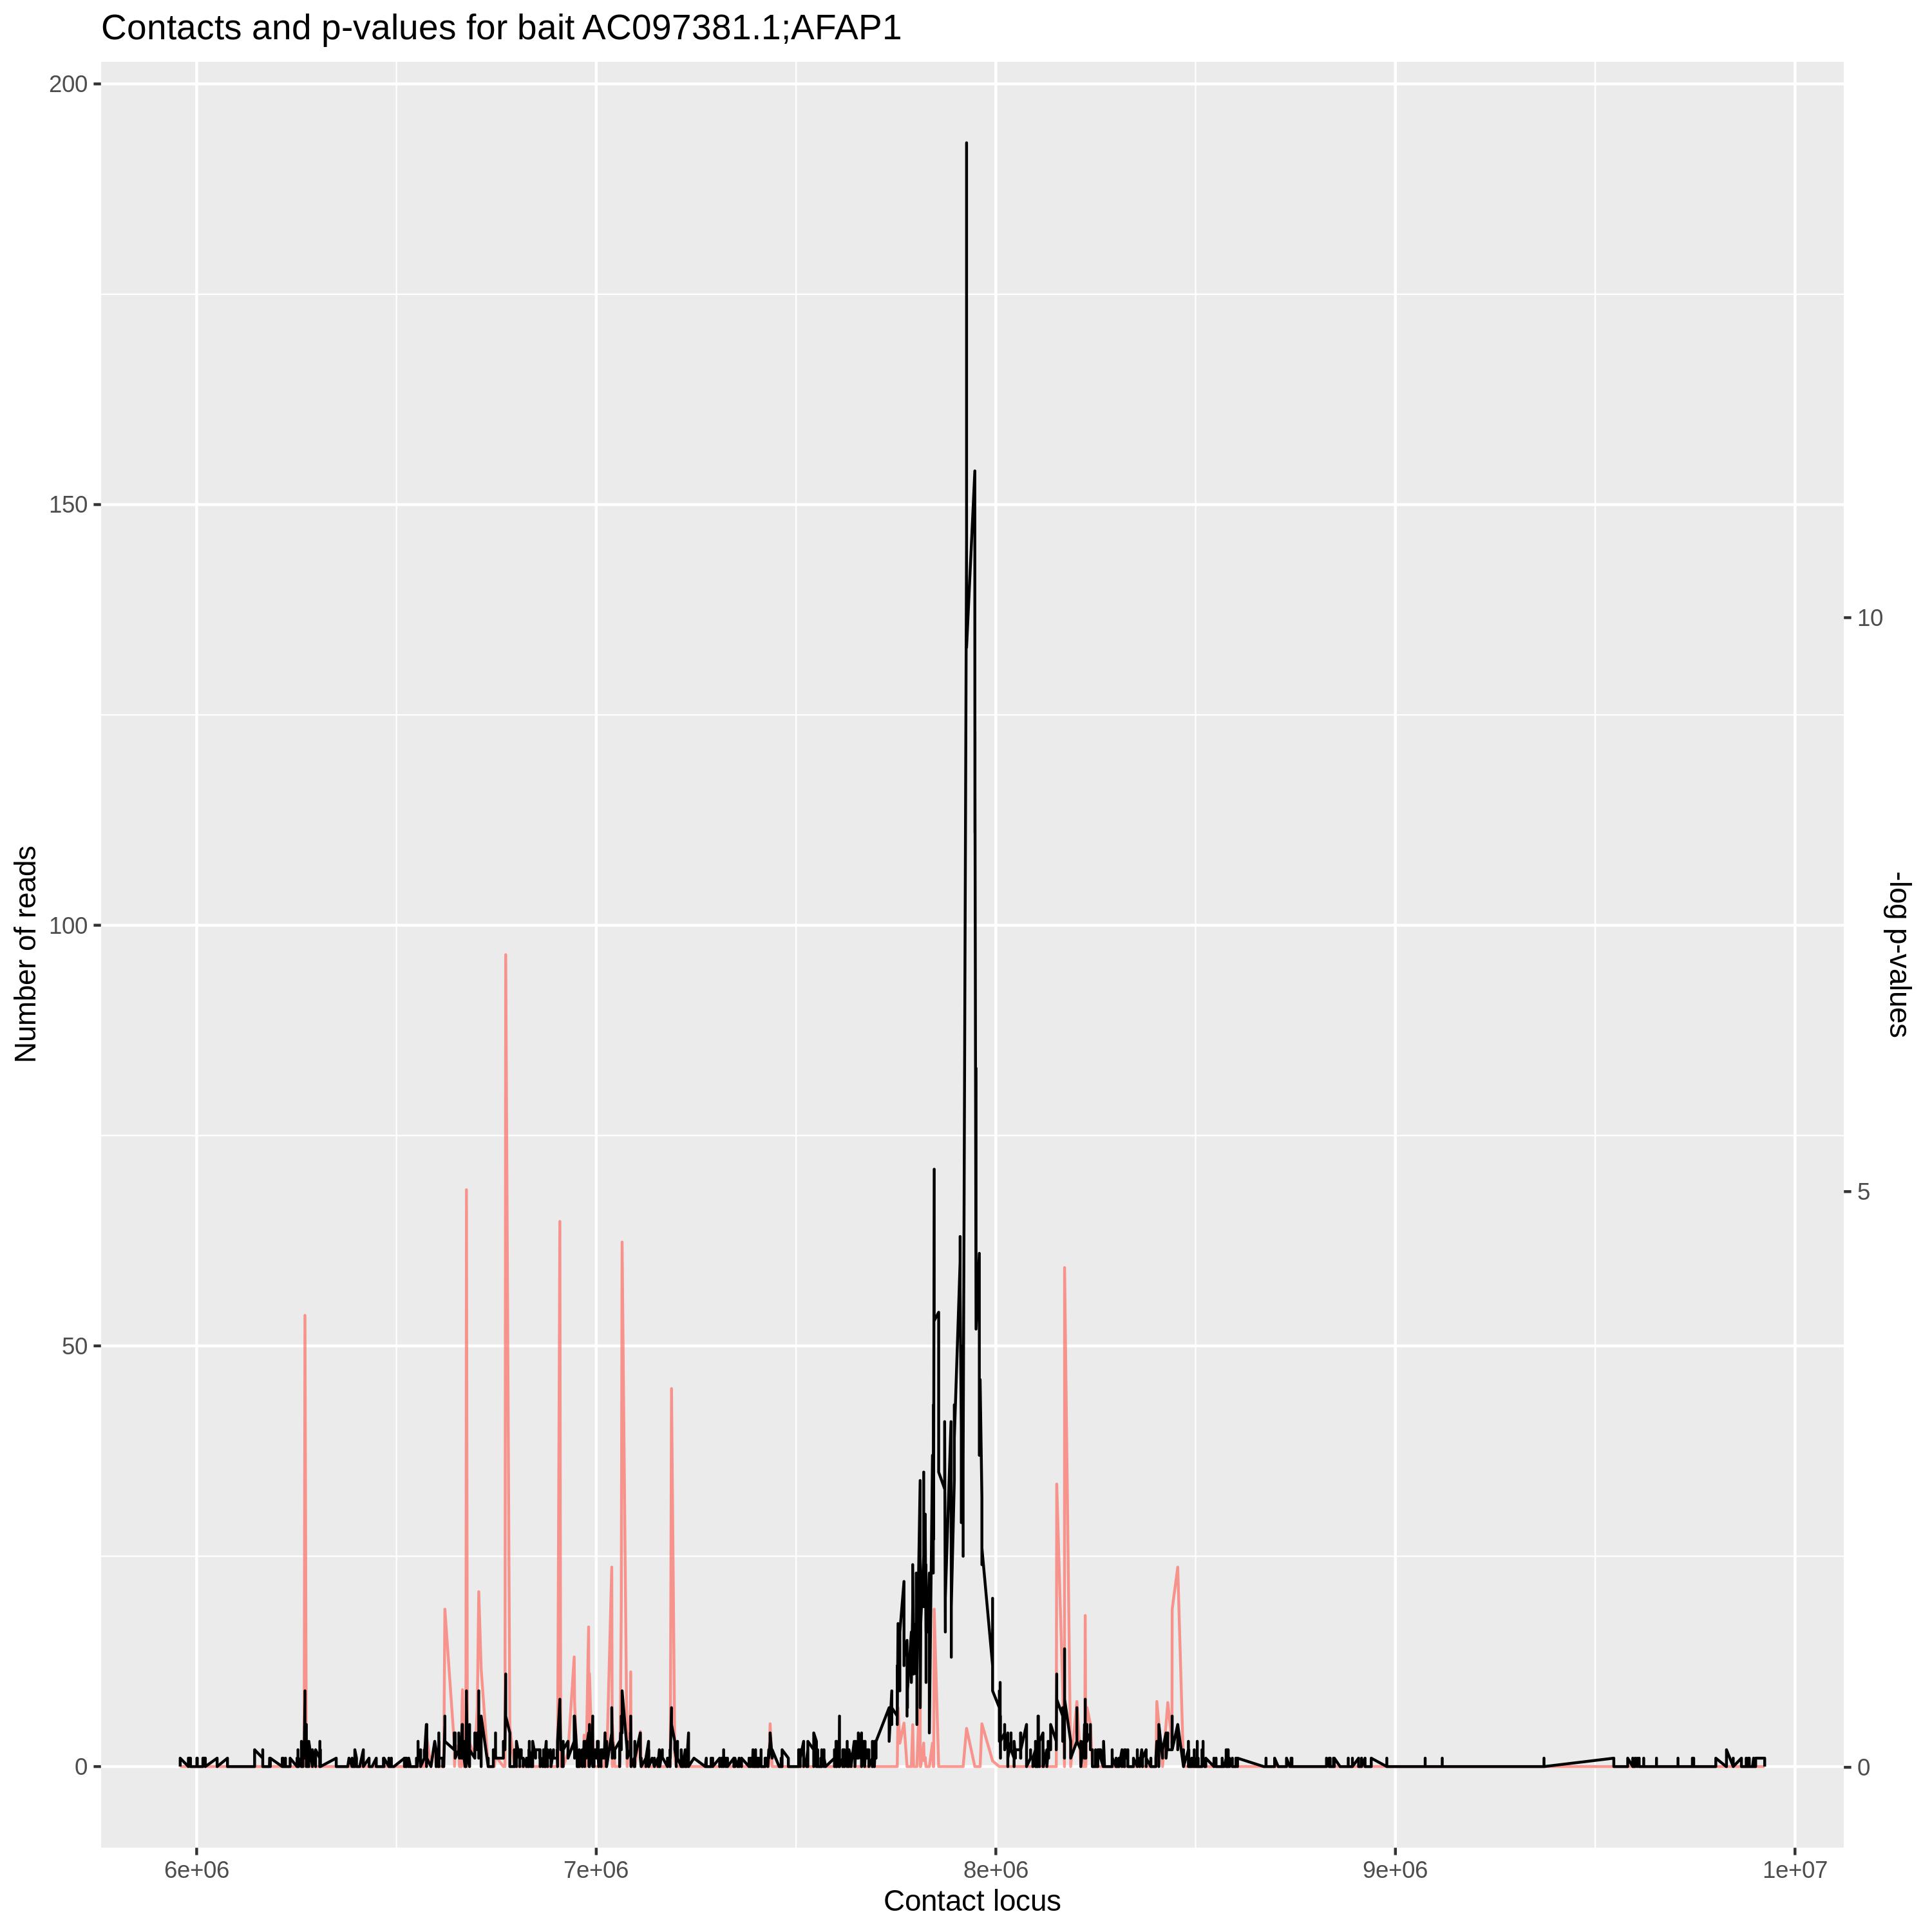 Contacts and p-values for bait AC097381.1;AFAP1
200
150
100
50
0
Number of reads
10
5
0
-log p-values
6e+06
7e+06
8e+06
9e+06
1e+07
Contact locus